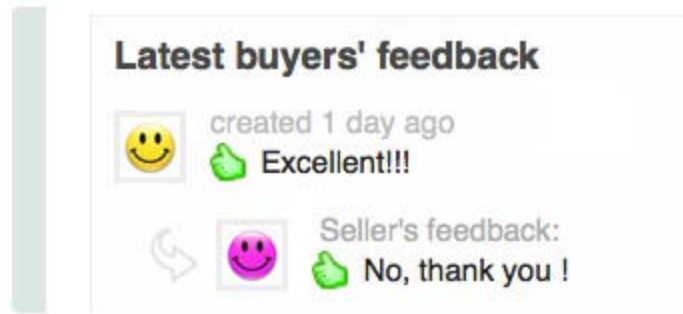 Latest buyers' feedback
created 1 day ago
Excellent!!!
Seller's feedback:
No, thank you !